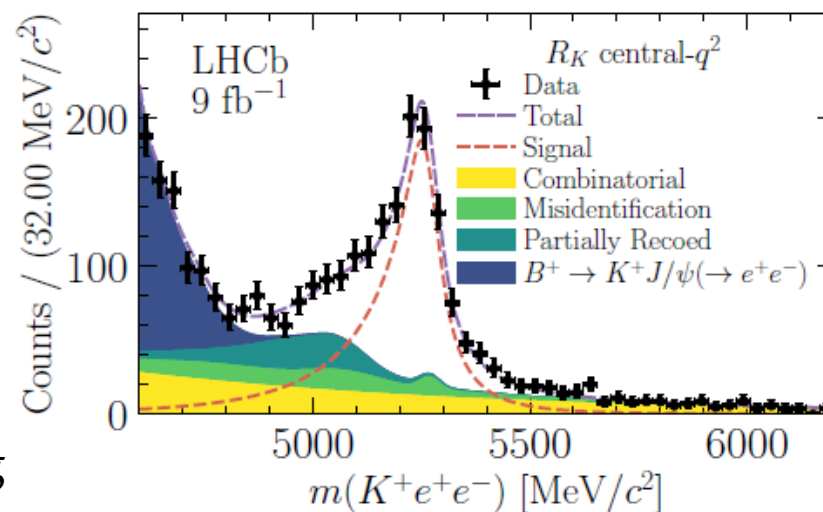 LHCb
9 fb⁻¹
R_K central-q²
Data
Total
Signal
Combinatorial
Misidentification
Partially Recoed
B⁺ → K⁺J/ψ(→ e⁺e⁻)
Counts / (32.00 MeV/c²)
200
100
0
5000 5500 6000
m(K⁺e⁺e⁻) [MeV/c²]
g